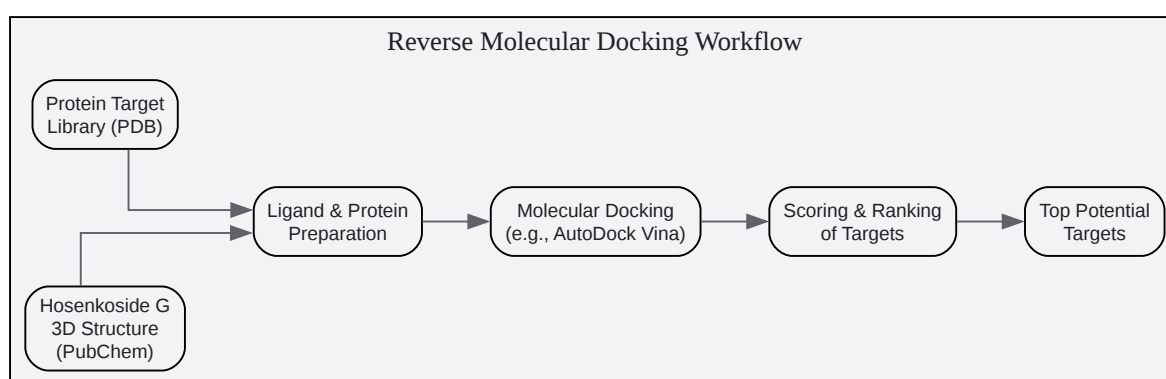 Reverse Molecular Docking Workflow
Protein Target
Library (PDB)
Ligand & Protein
Preparation
Molecular Docking
(e.g., AutoDock Vina)
Scoring & Ranking
of Targets
Top Potential
Targets
Hosenkoside G
3D Structure
(PubChem)